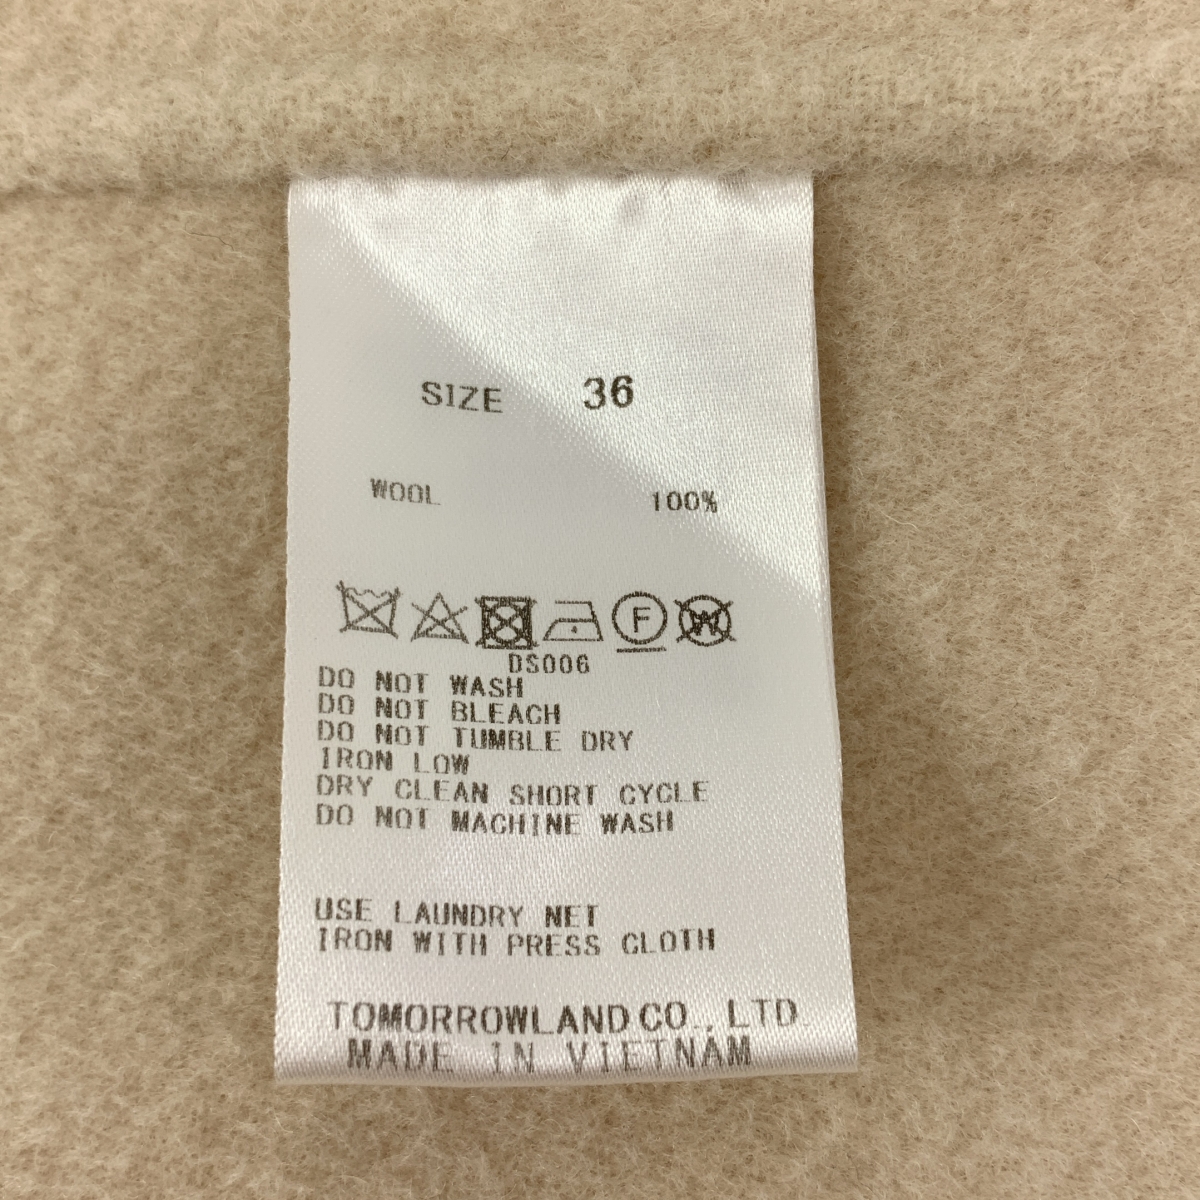 SIZE 36
WOOL 100%
F W
DS006
DO NOT WASH
DO NOT BLEACH
DO NOT TUMBLE DRY
IRON LOW
DRY CLEAN SHORT CYCLE
DO NOT MACHINE WASH
USE LAUNDRY NET
IRON WITH PRESS CLOTH
TOMORROWLAND CO., LTD.
MADE IN VIETNAM